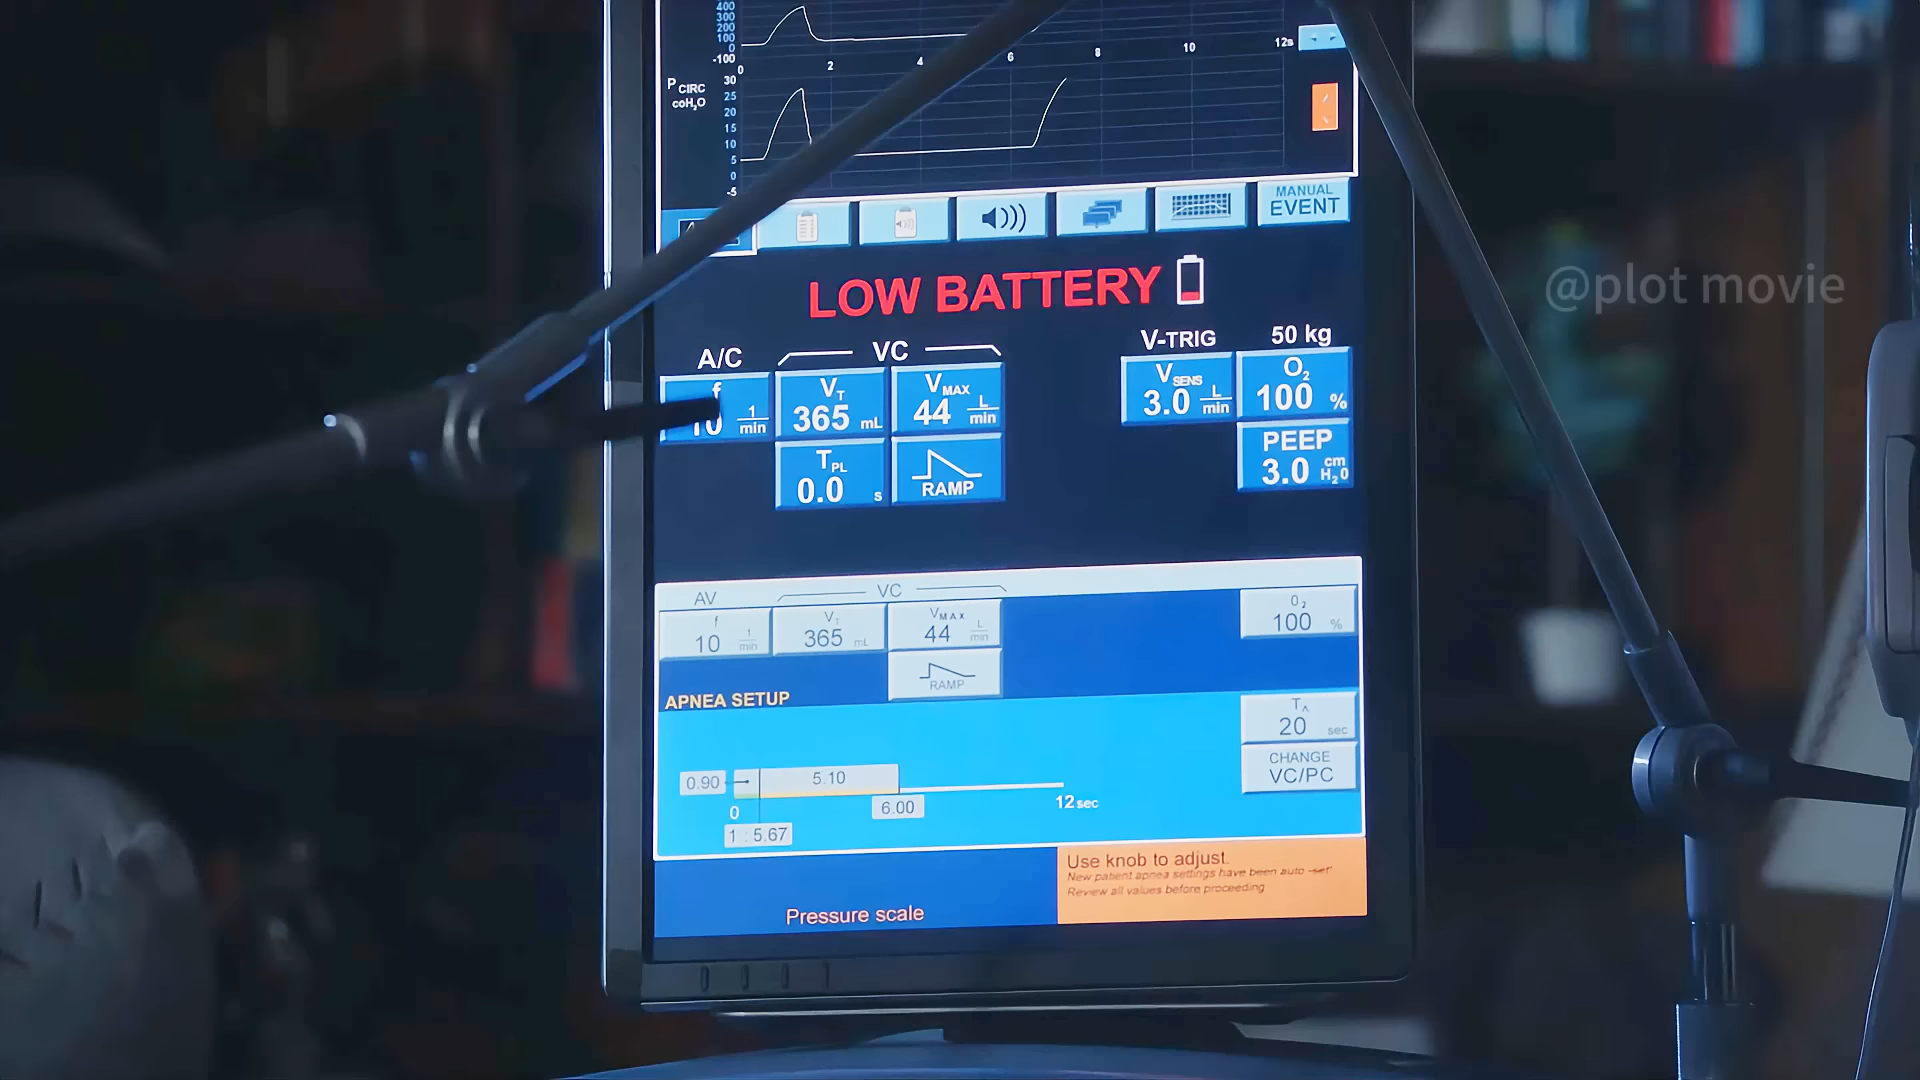 400
300
200
100
0
-100
0 2 4 6 8 10 12s
P CIRC
coH₂O
30
25
20
15
10
5
0
-5
MANUAL
EVENT
LOW BATTERY
@plot movie
A/C VC V-TRIG 50 kg
f
10 1/min
VT
365 mL
VMAX
44 L/min
VSENS
3.0 L/min
O₂
100 %
TPL
0.0 s
RAMP
PEEP
3.0 cm H₂O
AV VC
f
10 1/min
VT
365 mL
VMAX
44 L/min
O₂
100 %
RAMP
APNEA SETUP
TA
20 sec
CHANGE
VC/PC
0.90 5.10
0 6.00 12 sec
1 : 5.67
Use knob to adjust.
New patient apnea settings have been auto -set'
Review all values before proceeding
Pressure scale